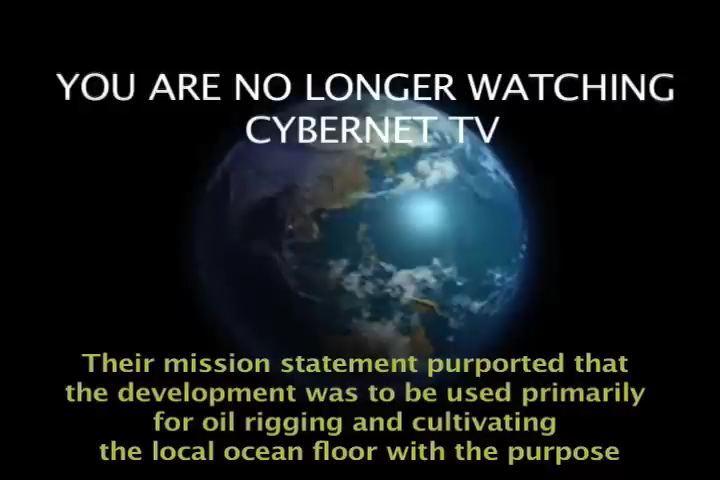 YOU ARE NO LONGER WATCHING
CYBERNET TV
Their mission statement purported that
the development was to be used primarily
for oil rigging and cultivating
the local ocean floor with the purpose